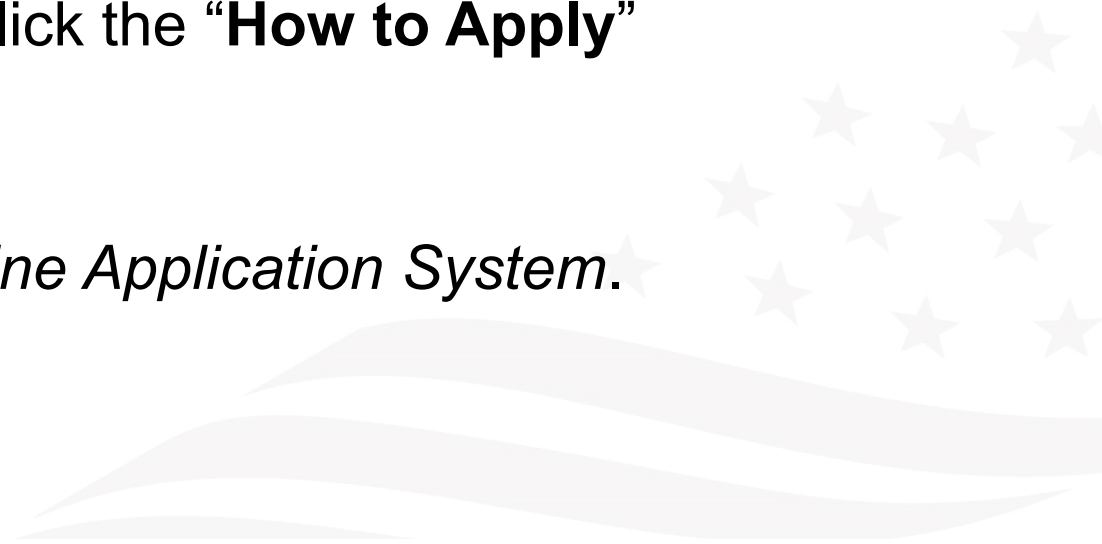 lick the “How to Apply”
ine Application System.